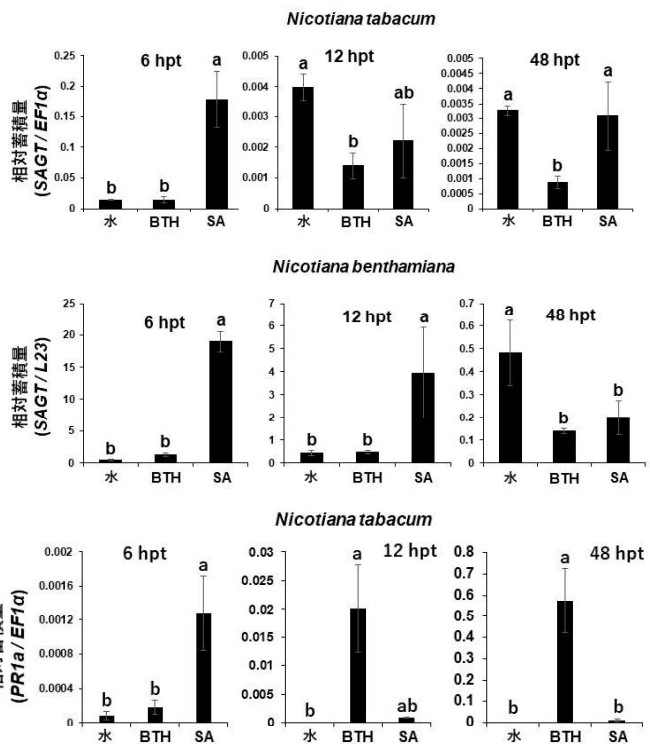 Nicotiana tabacum
相対蓄積量
(SAGT / EF1α)
6 hpt
0.25
0.2
0.15
0.1
0.05
0
b
b
a
水
BTH
SA
12 hpt
0.005
0.004
0.003
0.002
0.001
0
a
b
ab
水
BTH
SA
48 hpt
0.0045
0.004
0.0035
0.003
0.0025
0.002
0.0015
0.001
0.0005
0
a
b
a
水
BTH
SA
Nicotiana benthamiana
相対蓄積量
(SAGT / L23)
6 hpt
25
20
15
10
5
0
b
b
a
水
BTH
SA
12 hpt
7
6
5
4
3
2
1
0
b
b
a
水
BTH
SA
48 hpt
0.7
0.6
0.5
0.4
0.3
0.2
0.1
0
a
b
b
水
BTH
SA
Nicotiana tabacum
(PR1a / EF1α)
6 hpt
0.002
0.0016
0.0012
0.0008
0.0004
0
b
b
a
水
BTH
SA
12 hpt
0.03
0.025
0.02
0.015
0.01
0.005
0
b
a
ab
水
BTH
SA
48 hpt
0.8
0.7
0.6
0.5
0.4
0.3
0.2
0.1
0
b
a
b
水
BTH
SA